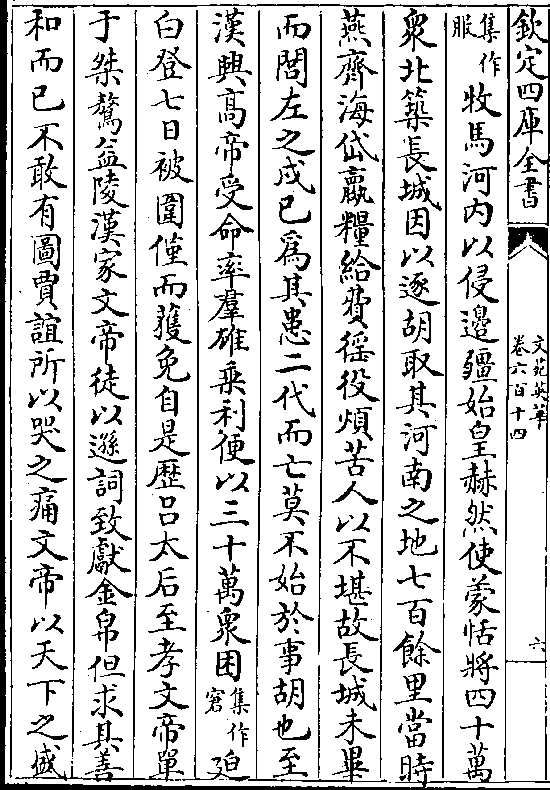 欽定四庫全書
文苑英華
卷六百十四
六
集作
服
牧馬河内以侵邊疆始皇赫然使蒙恬將四十萬
衆北築長城因以逐胡取其河南之地七百餘里當時
燕齊海岱贏糧給費徭役煩苦人以不堪故長城未畢
而閭左之戍已爲其患二代而亡莫不始於事胡也至
漢興高帝受命率羣雄乘利便以三十萬衆困
集作
窘
廹
白登七日被圍僅而獲免自是歷吕太后至孝文帝單
于桀驁益陵漢家文帝徒以遜詞致獻金帛但求其善
和而已不敢有圖賈誼所以哭之痛文帝以天下之盛